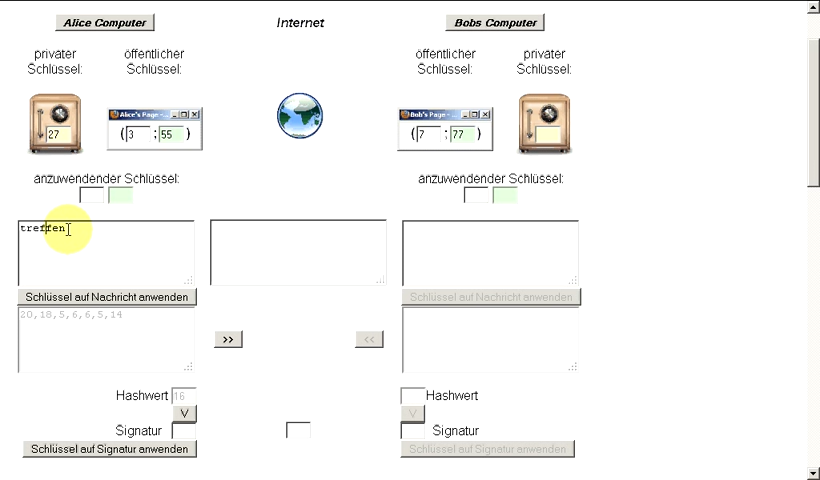 Alice Computer
Internet
Bobs Computer
privater
Schlüssel:
öffentlicher
Schlüssel:
öffentlicher
Schlüssel:
privater
Schlüssel:
27
Alice's Page - ...
( 3 ; 55 )
Bob's Page - ...
( 7 ; 77 )
anzuwendender Schlüssel:
anzuwendender Schlüssel:
treffen
Schlüssel auf Nachricht anwenden
Schlüssel auf Nachricht anwenden
20,18,5,6,6,5,14
>>
<<
Hashwert 16
Hashwert
V
V
Signatur
Signatur
Schlüssel auf Signatur anwenden
Schlüssel auf Signatur anwenden